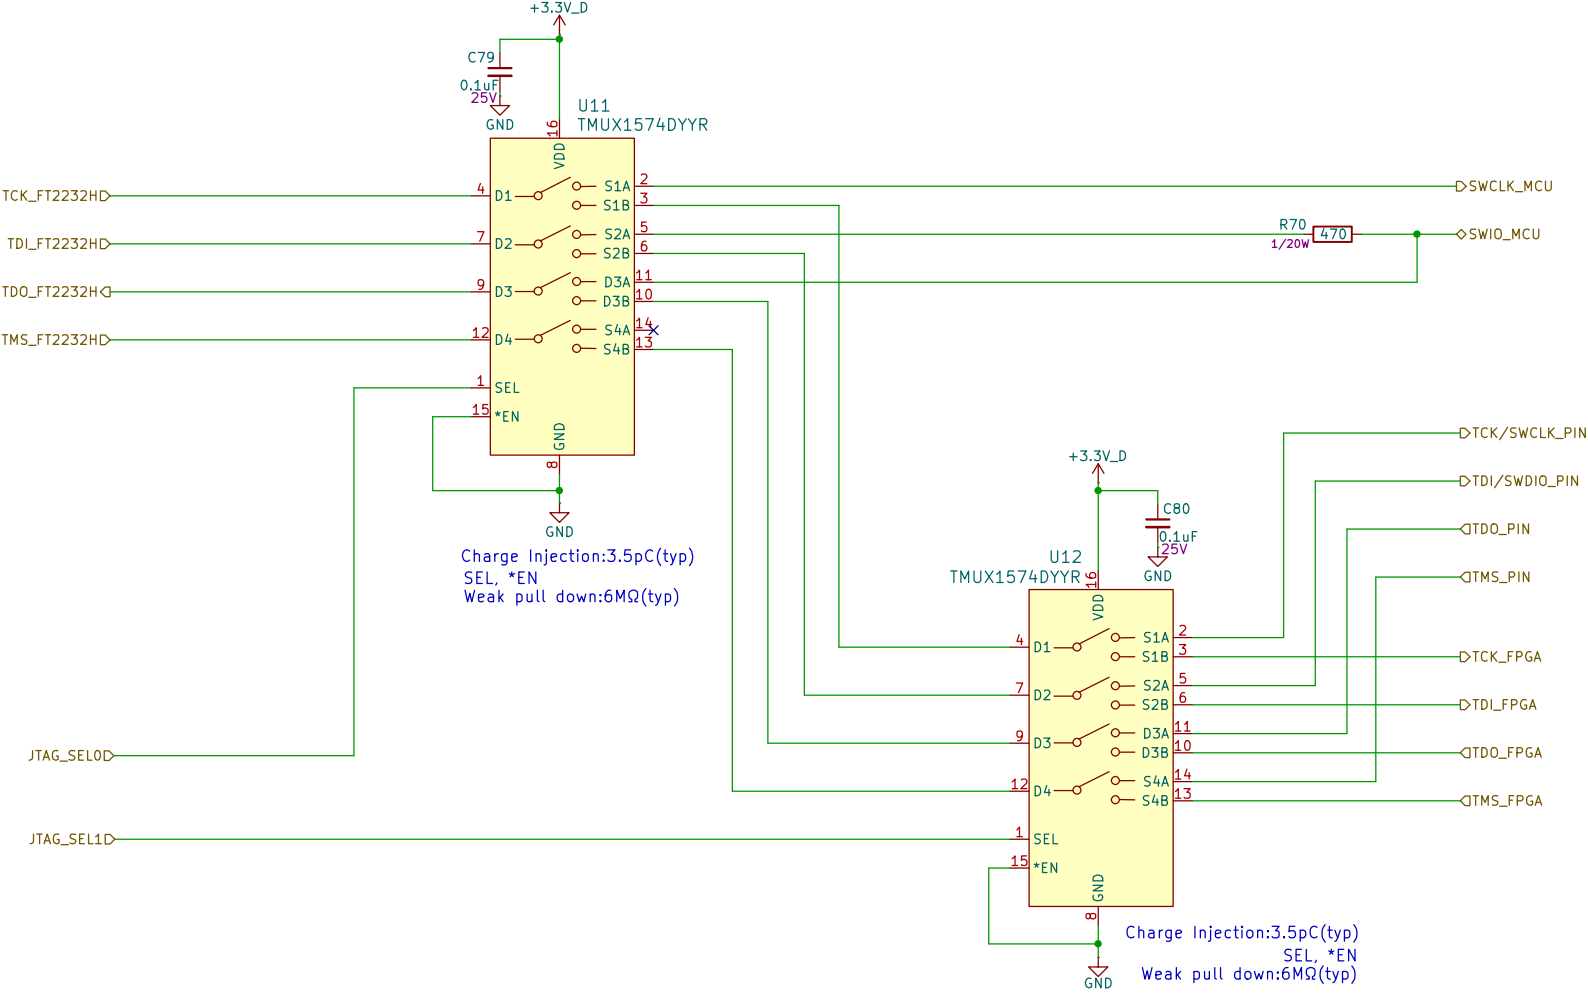 +3.3V_D
C79
0.1uF
25V
GND
U11
TMUX1574DYYR
16
VDD
TCK_FT2232H
4
D1
S1A
2
SWCLK_MCU
S1B
3
TDI_FT2232H
7
D2
S2A
5
R70
470
1/20W
SWIO_MCU
S2B
6
TDO_FT2232H
9
D3
D3A
11
D3B
10
TMS_FT2232H
12
D4
S4A
14
S4B
13
1
SEL
15
*EN
GND
8
GND
Charge Injection:3.5pC(typ)
SEL, *EN
Weak pull down:6MΩ(typ)
TCK/SWCLK_PIN
TDI/SWDIO_PIN
TDO_PIN
TMS_PIN
+3.3V_D
C80
0.1uF
25V
GND
U12
TMUX1574DYYR
16
VDD
4
D1
S1A
2
S1B
3
TCK_FPGA
7
D2
S2A
5
S2B
6
TDI_FPGA
9
D3
D3A
11
D3B
10
TDO_FPGA
12
D4
S4A
14
S4B
13
TMS_FPGA
JTAG_SEL0
JTAG_SEL1
1
SEL
15
*EN
GND
8
GND
Charge Injection:3.5pC(typ)
SEL, *EN
Weak pull down:6MΩ(typ)